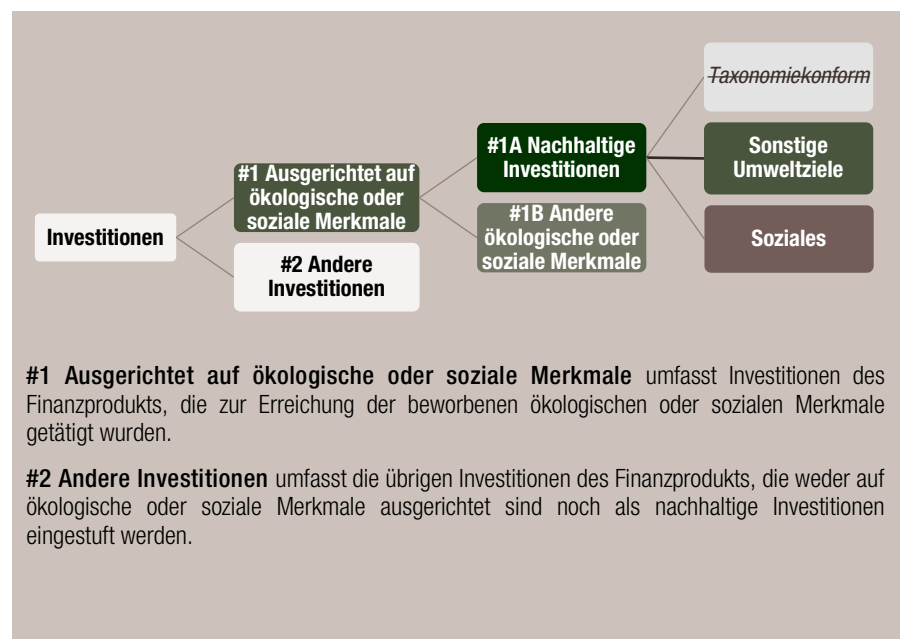 Taxonomiekonform
#1A Nachhaltige
Investitionen
Sonstige
Umweltziele
#1 Ausgerichtet auf
ökologische oder
soziale Merkmale
#1B Andere
ökologische oder
soziale Merkmale
Soziales
Investitionen
#2 Andere
Investitionen
#1 Ausgerichtet auf ökologische oder soziale Merkmale umfasst Investitionen des
Finanzprodukts, die zur Erreichung der beworbenen ökologischen oder sozialen Merkmale
getätigt wurden.
#2 Andere Investitionen umfasst die übrigen Investitionen des Finanzprodukts, die weder auf
ökologische oder soziale Merkmale ausgerichtet sind noch als nachhaltige Investitionen
eingestuft werden.